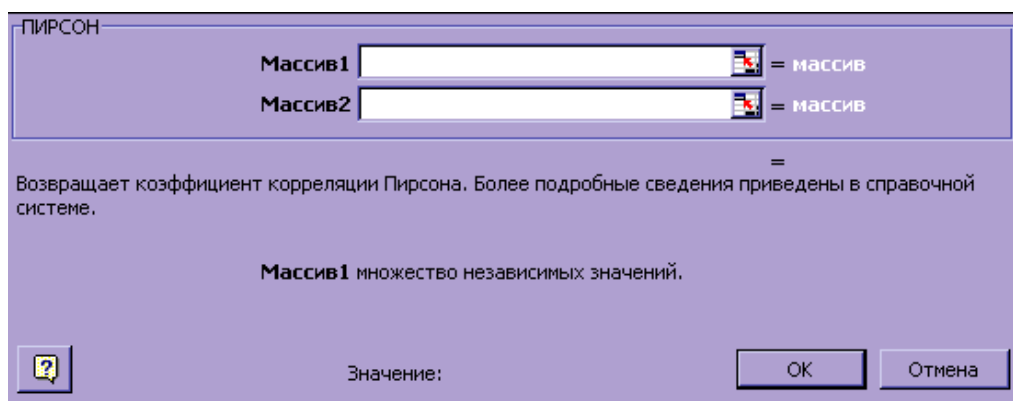 ПИРСОН
Массив1 = массив
Массив2 = массив
=
Возвращает коэффициент корреляции Пирсона. Более подробные сведения приведены в справочной
системе.
Массив1 множество независимых значений.
? Значение: ОК Отмена